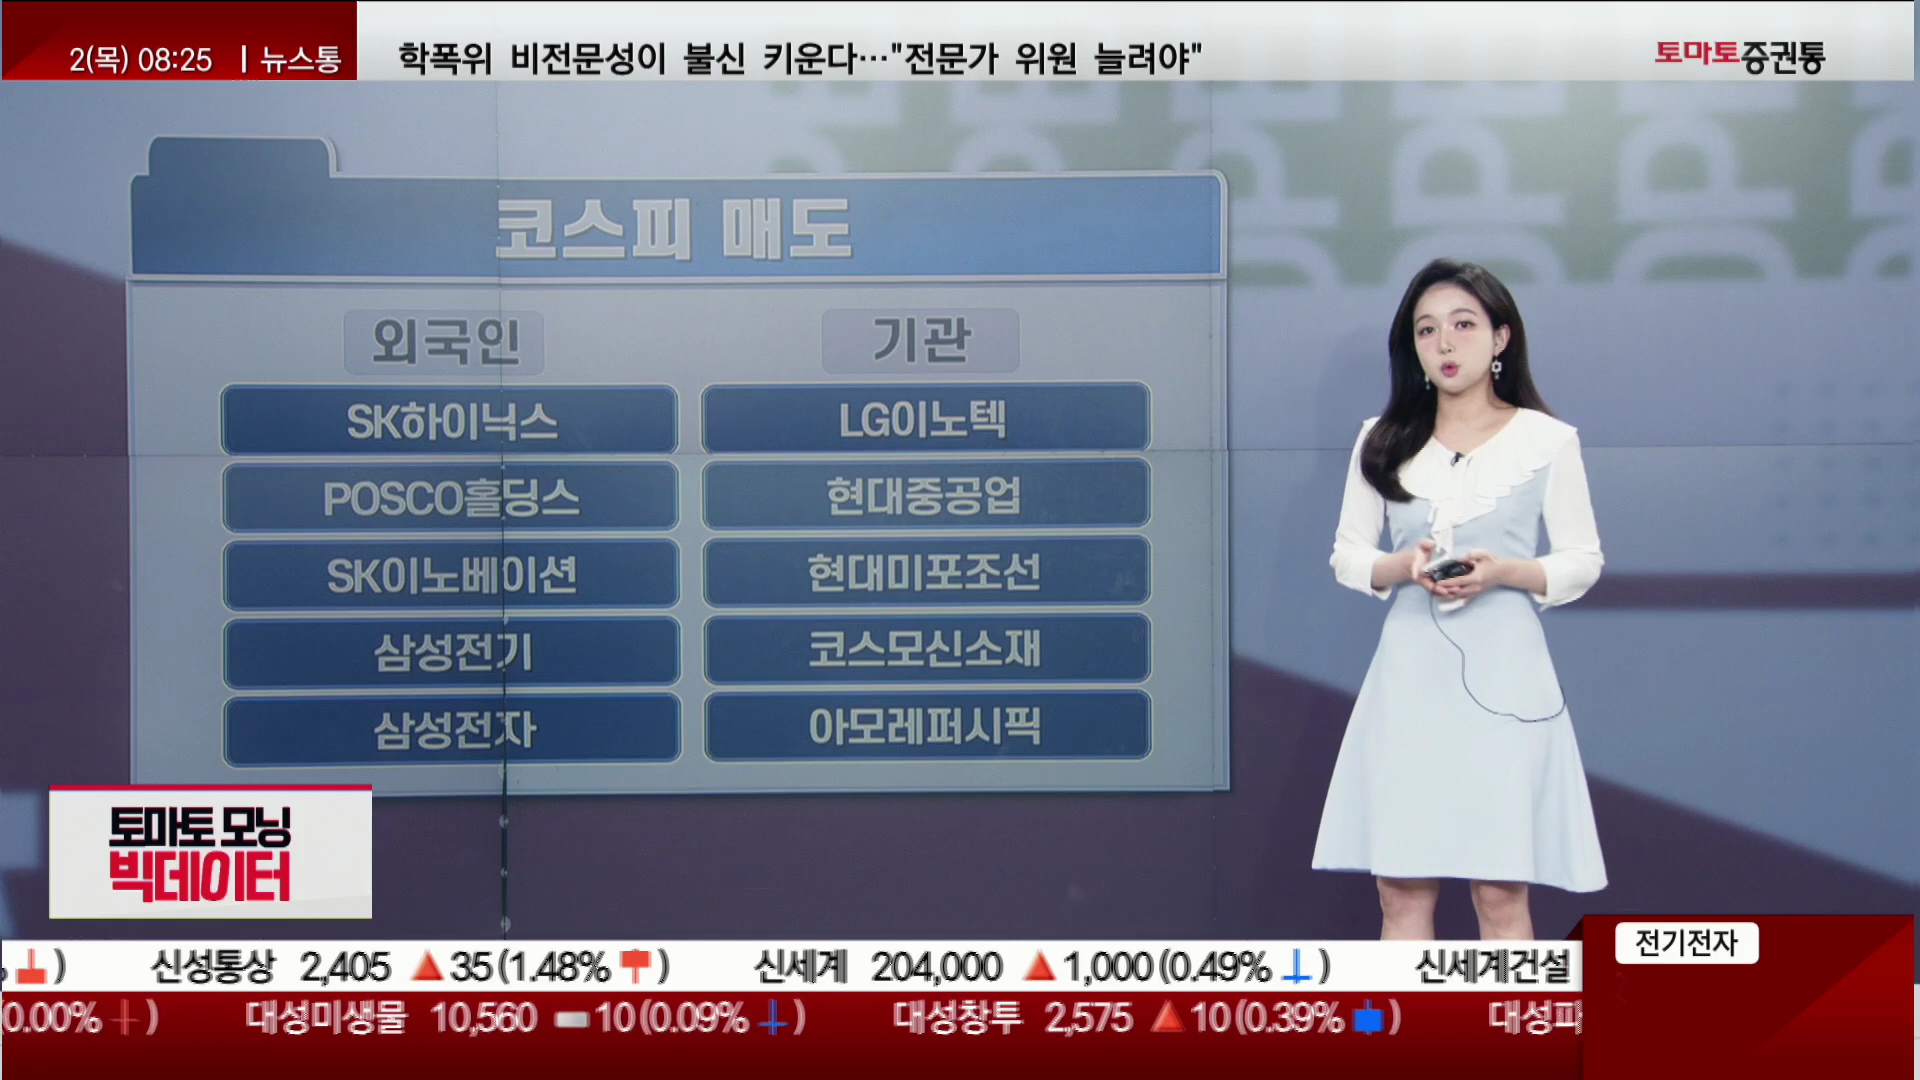 2(목) 08:25 | 뉴스통
학폭위 비전문성이 불신 키운다…"전문가 위원 늘려야"
토마토증권통
코스피 매도
외국인 기관
SK하이닉스 LG이노텍
POSCO홀딩스 현대중공업
SK이노베이션 현대미포조선
삼성전기 코스모신소재
삼성전자 아모레퍼시픽
토마토 모닝
빅데이터
전기전자
%) 신성통상 2,405 ▲35(1.48%) 신세계 204,000 ▲1,000(0.49%) 신세계건설
(0.00%) 대성미생물 10,560 10(0.09%) 대성창투 2,575 ▲10(0.39%) 대성파